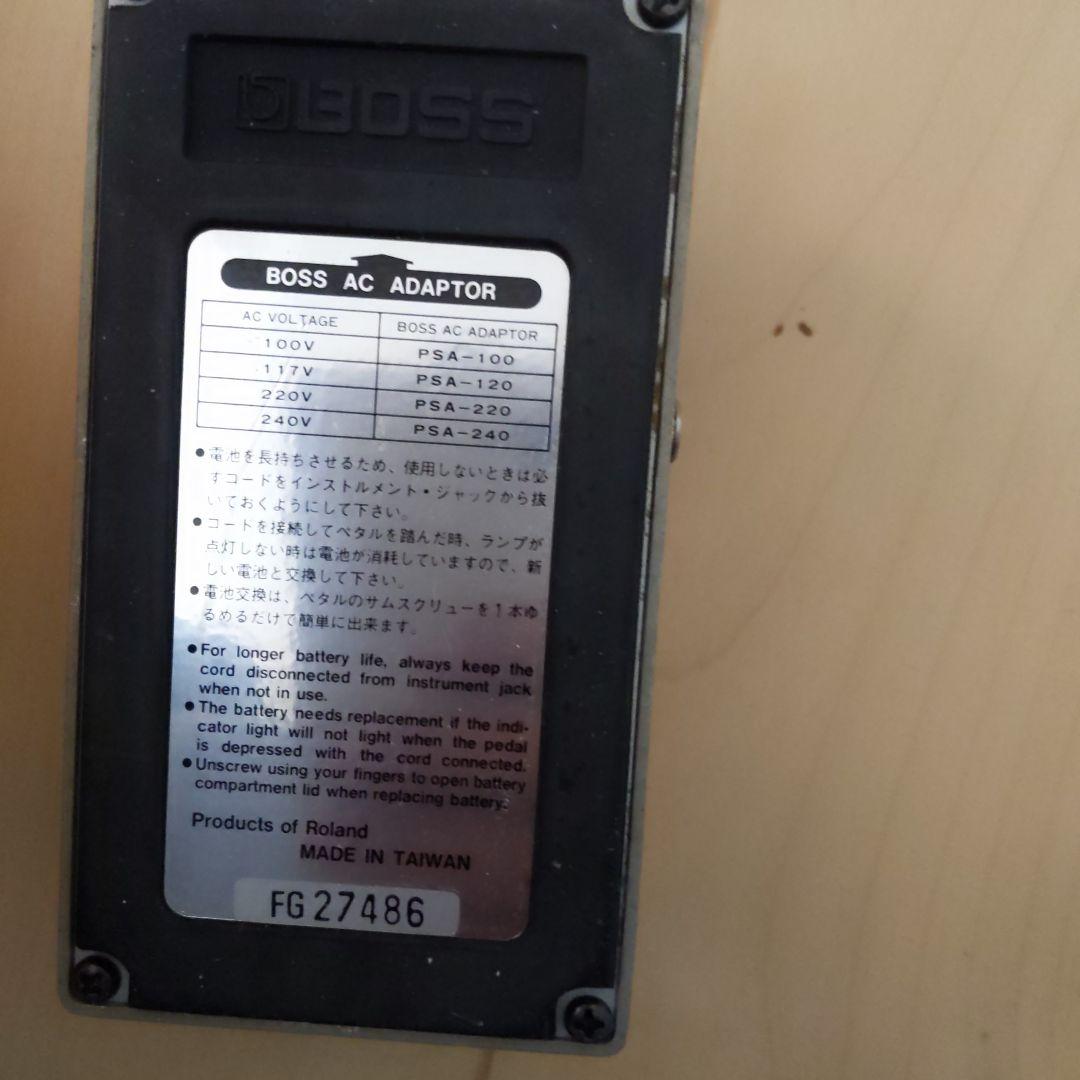 BOSS
BOSS AC ADAPTOR
AC VOLTAGE BOSS AC ADAPTOR
100V PSA-100
117V PSA-120
220V PSA-220
240V PSA-240
●電池を長持ちさせるため、使用しないときは必
ずコードをインストルメント・ジャックから抜
いておくようにして下さい。
●コードを接続してペダルを踏んだ時、ランプが
点灯しない時は電池が消耗していますので、新
しい電池と交換して下さい。
●電池交換は、ペダルのサムスクリューを1本ゆ
るめるだけで簡単に出来ます。
●For longer battery life, always keep the
cord disconnected from instrument jack
when not in use.
●The battery needs replacement if the indi-
cator light will not light when the pedal
is depressed with the cord connected.
●Unscrew using your fingers to open battery
compartment lid when replacing battery.
Products of Roland
MADE IN TAIWAN
FG27486